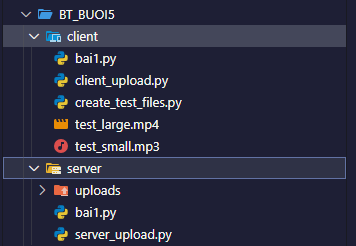 BT_BUOI5
client
bai1.py
client_upload.py
create_test_files.py
test_large.mp4
test_small.mp3
server
uploads
bai1.py
server_upload.py